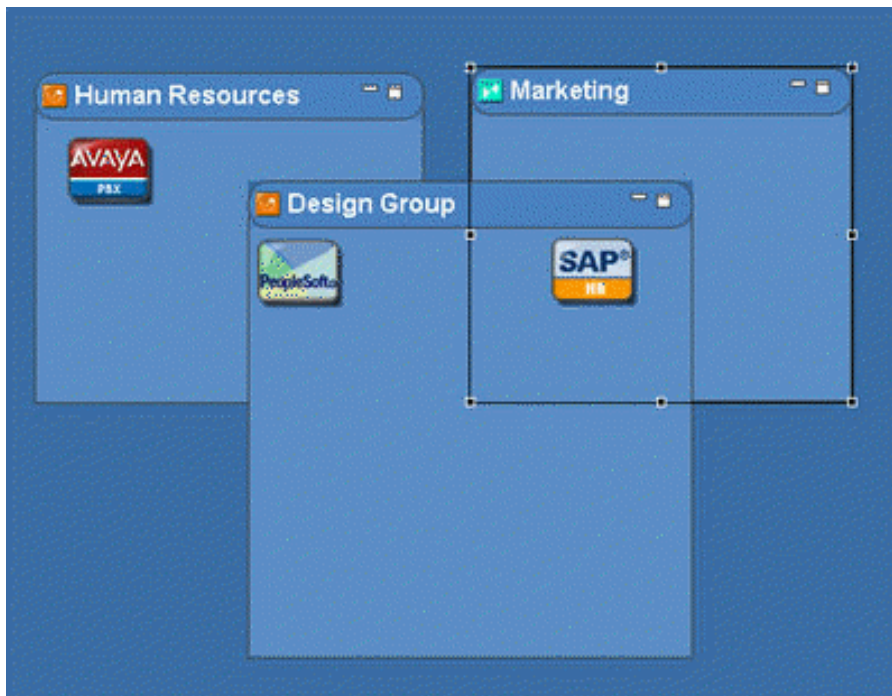 Human Resources
Marketing
AVAYA
PBX
Design Group
PeopleSoft
SAP®
HR